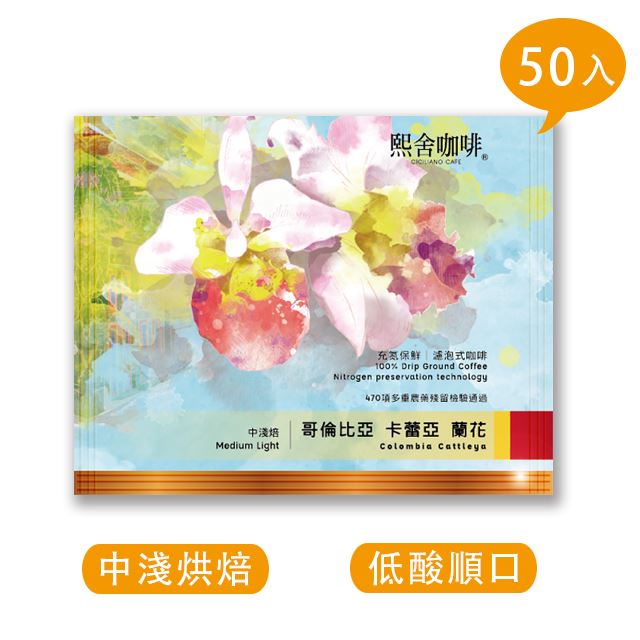 50入
熙舍咖啡®
CICILIANO CAFE
充氮保鮮｜濾泡式咖啡
100% Drip Ground Coffee
Nitrogen preservation technology
470項多重農藥殘留檢驗通過
中淺焙
Medium Light
哥倫比亞 卡蕾亞 蘭花
Colombia Cattleya
中淺烘焙
低酸順口